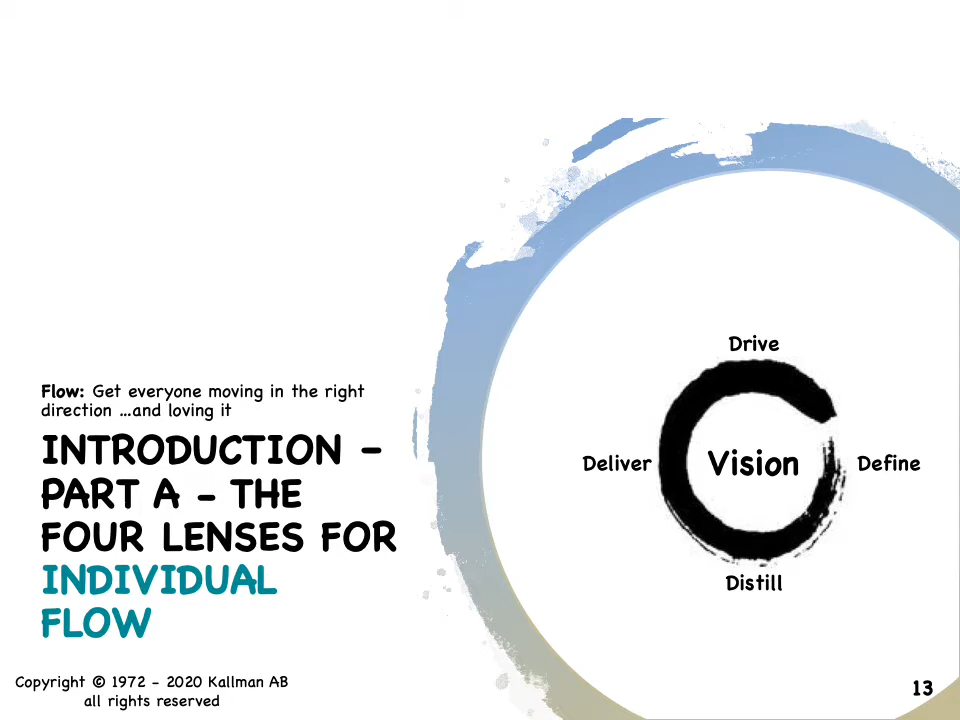 Flow: Get everyone moving in the right
direction ...and loving it
INTRODUCTION –
PART A – THE
FOUR LENSES FOR
INDIVIDUAL
FLOW
Drive
Deliver
Vision
Define
Distill
Copyright © 1972 – 2020 Kallman AB
all rights reserved
13